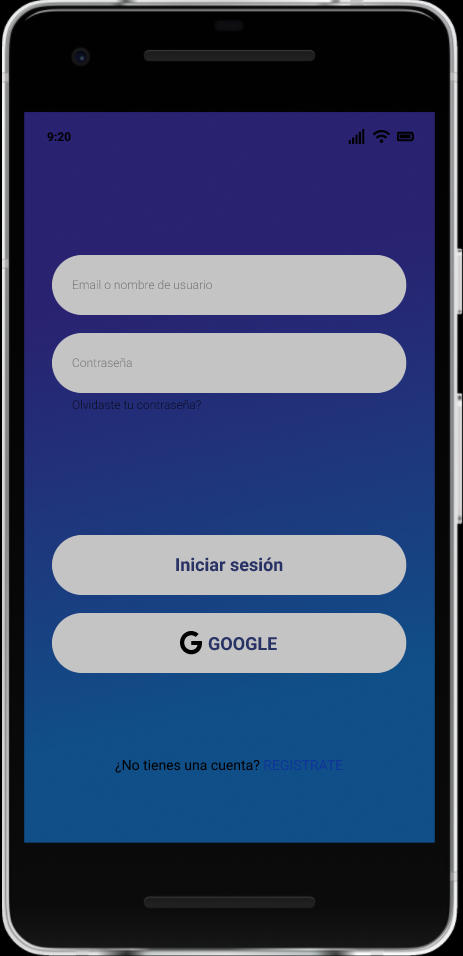 9:20
Email o nombre de usuario
Contraseña
Olvidaste tu contraseña?
Iniciar sesión
GOOGLE
¿No tienes una cuenta? REGISTRATE